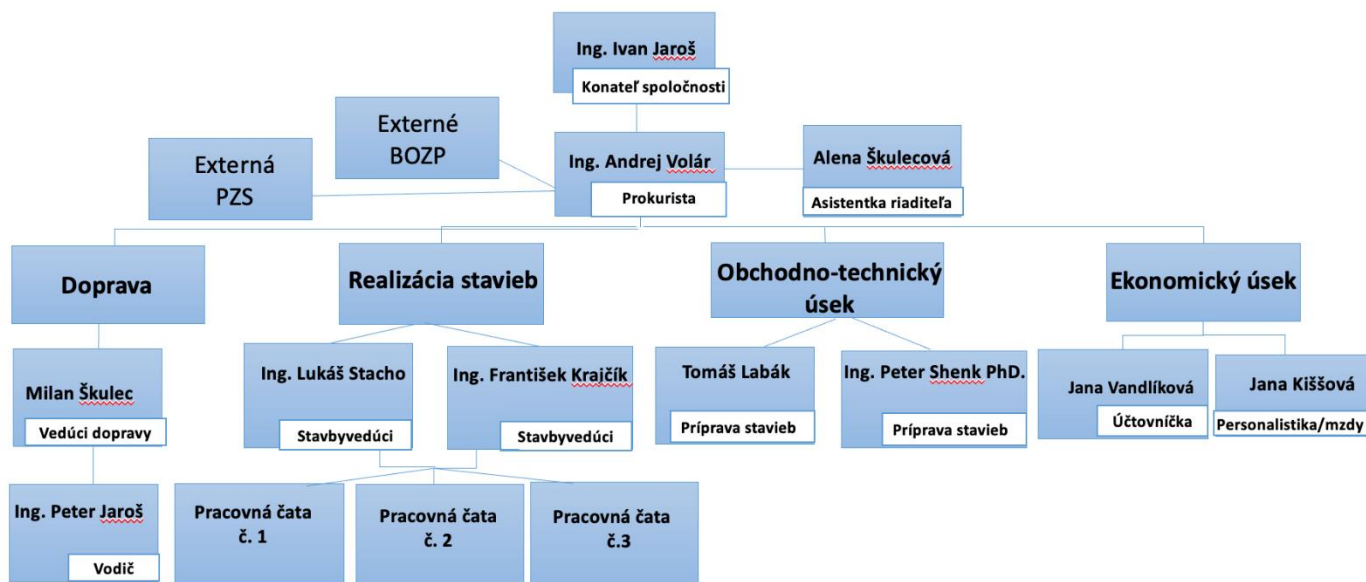 Ing. Ivan Jaroš
Konateľ spoločnosti
Externé
BOZP
Externá
PZS
Ing. Andrej Volár
Prokurista
Alena Škulecová
Asistentka riaditeľa
Doprava
Realizácia stavieb
Obchodno-technický
úsek
Ekonomický úsek
Milan Škulec
Vedúci dopravy
Ing. Lukáš Stacho
Stavbyvedúci
Ing. František Krajčík
Stavbyvedúci
Tomáš Labák
Príprava stavieb
Ing. Peter Shenk PhD.
Príprava stavieb
Jana Vandlíková
Účtovníčka
Jana Kiššová
Personalistika/mzdy
Ing. Peter Jaroš
Vodič
Pracovná čata
č. 1
Pracovná čata
č. 2
Pracovná čata
č.3